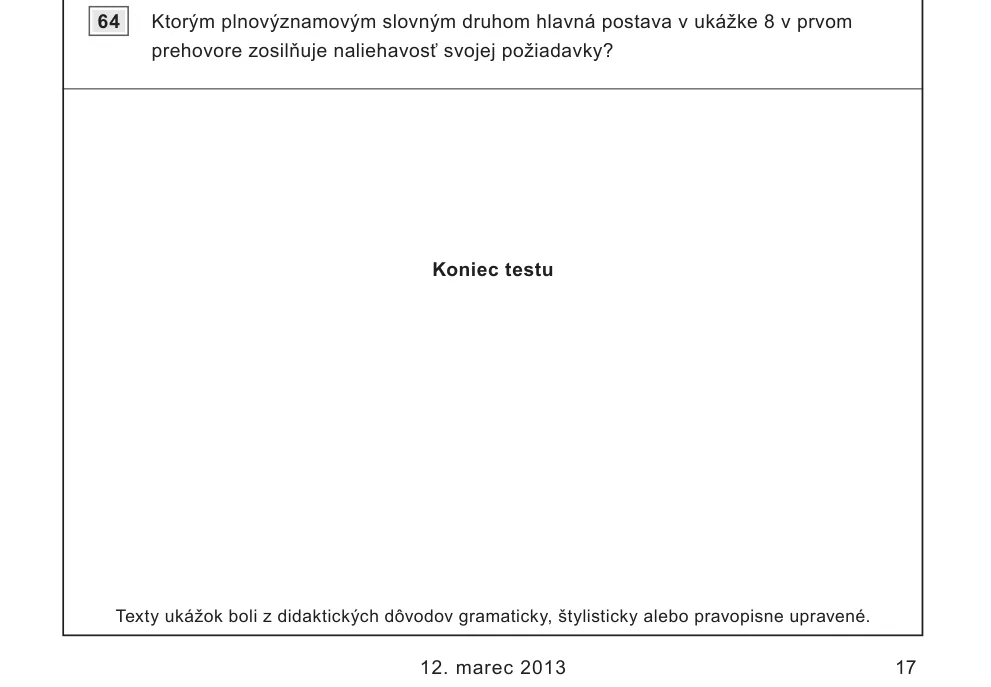 64 Ktorým plnovýznamovým slovným druhom hlavná postava v ukážke 8 v prvom
prehovore zosilňuje naliehavosť svojej požiadavky?
Koniec testu
Texty ukážok boli z didaktických dôvodov gramaticky, štylisticky alebo pravopisne upravené.
12. marec 2013 17